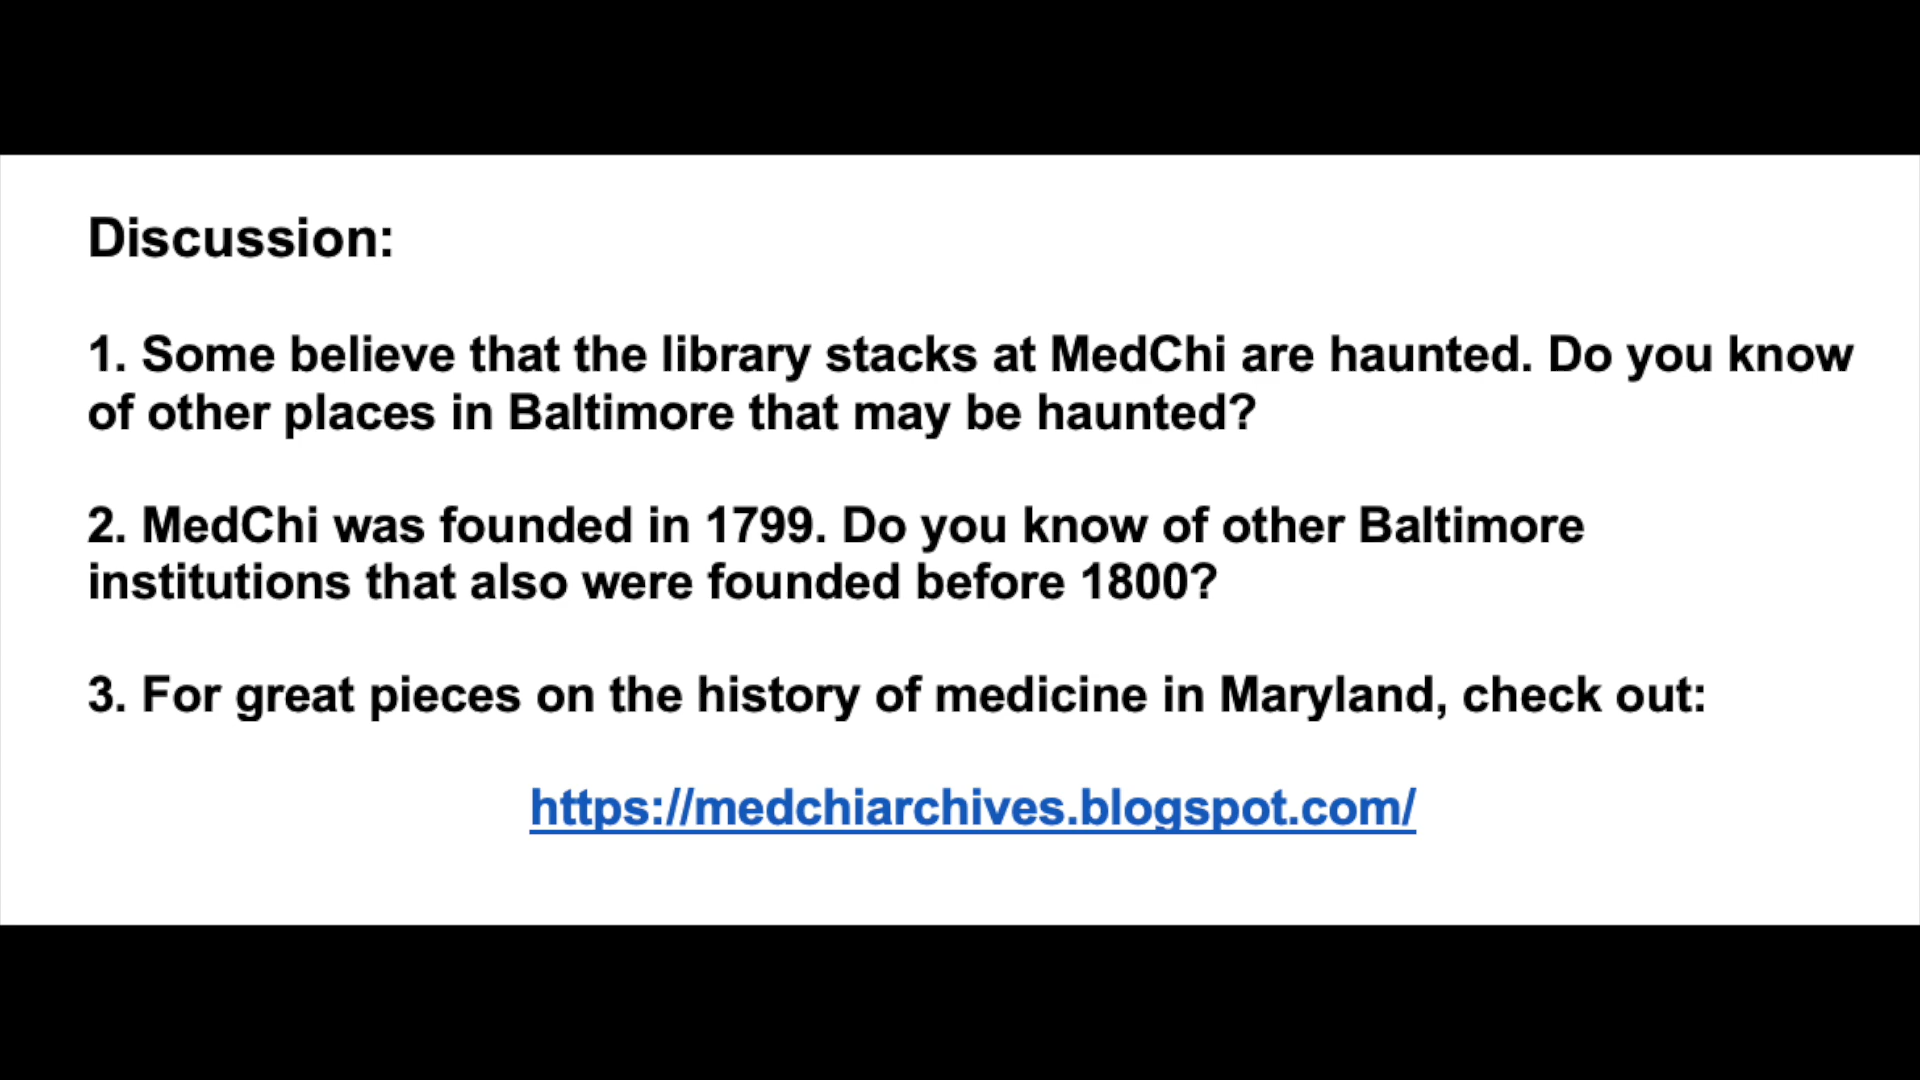 Discussion:
1. Some believe that the library stacks at MedChi are haunted. Do you know
of other places in Baltimore that may be haunted?
2. MedChi was founded in 1799. Do you know of other Baltimore
institutions that also were founded before 1800?
3. For great pieces on the history of medicine in Maryland, check out:
https://medchiarchives.blogspot.com/